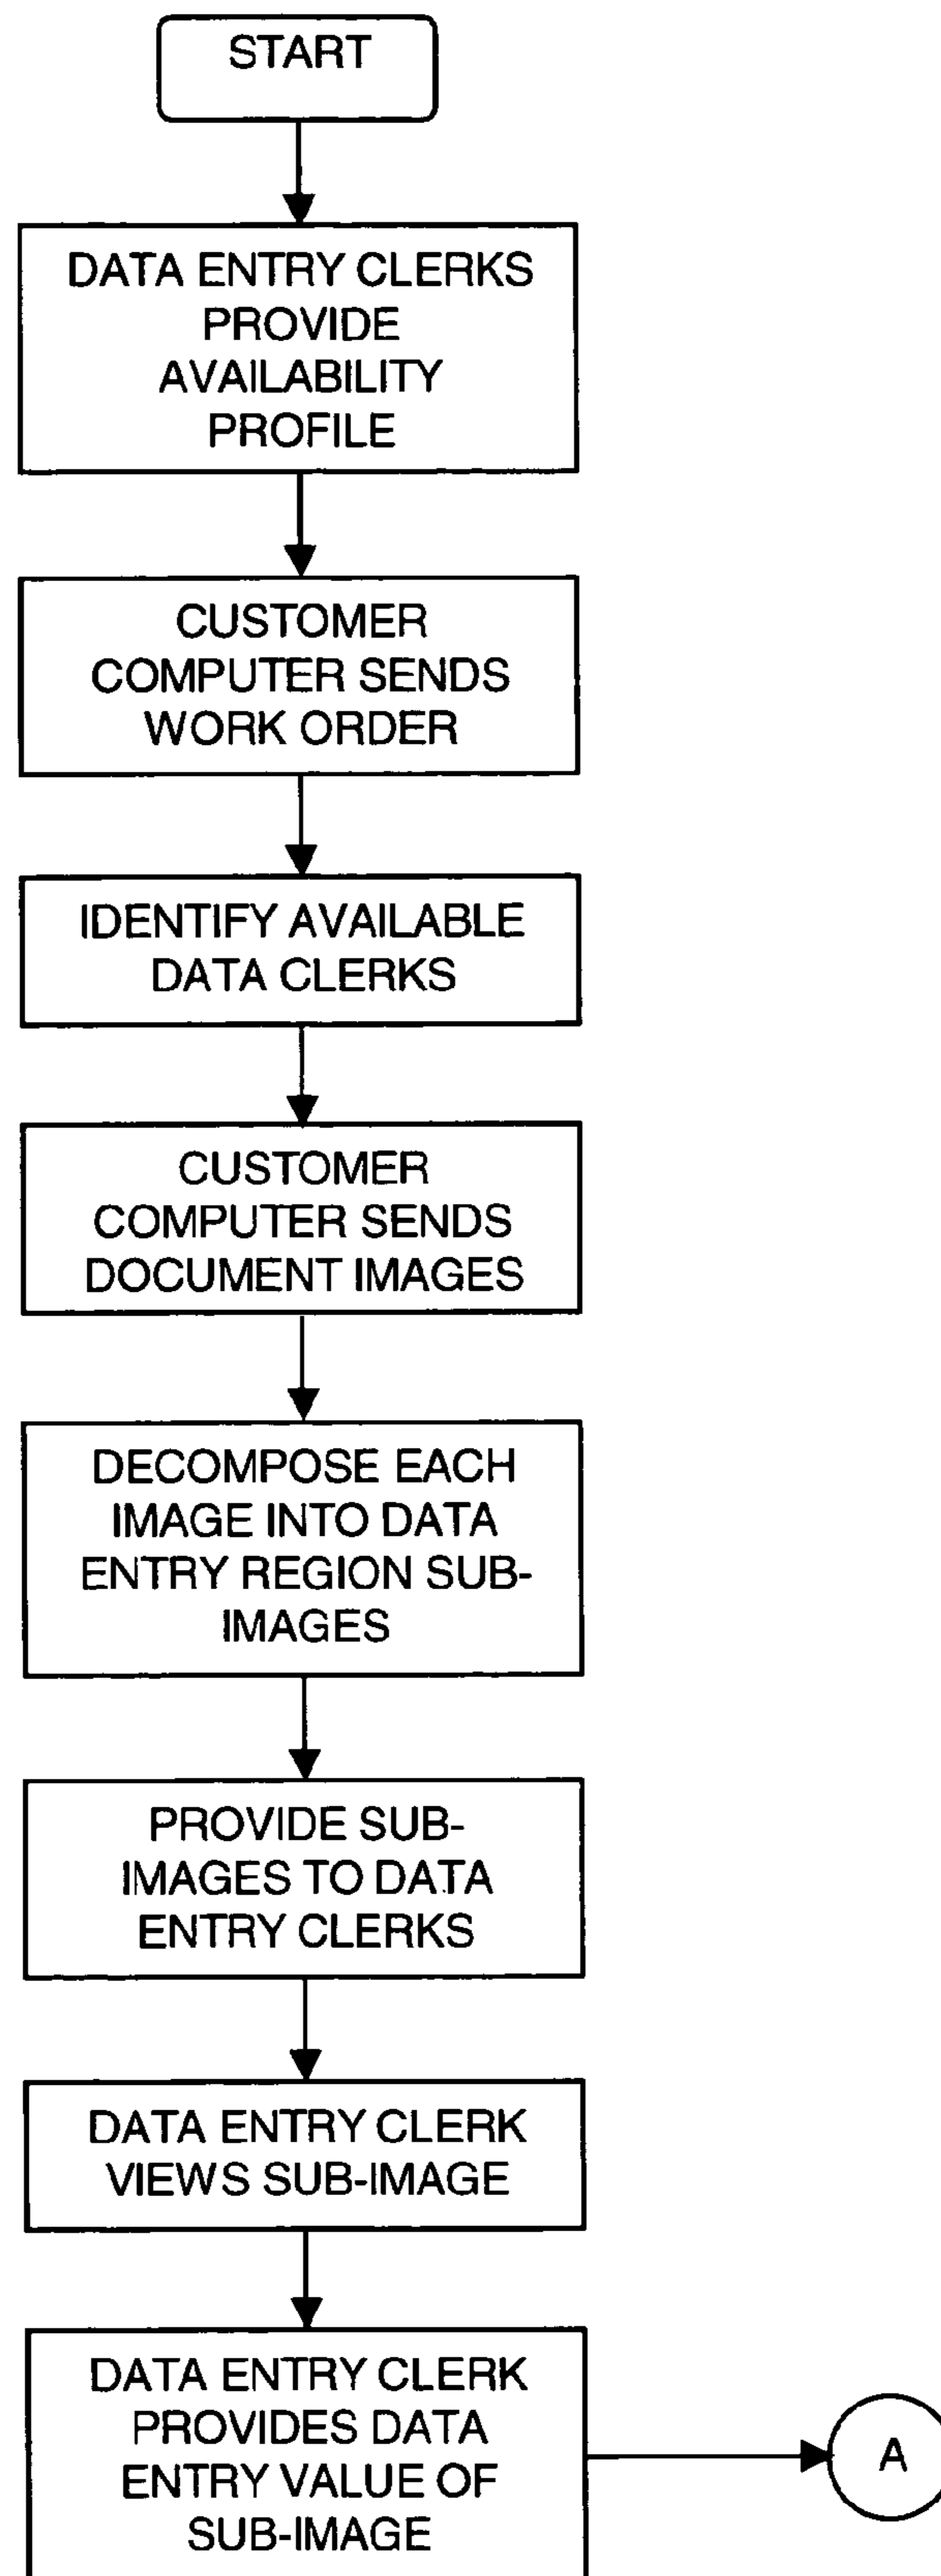 START
DATA ENTRY CLERKS
PROVIDE
AVAILABILITY
PROFILE
CUSTOMER
COMPUTER SENDS
WORK ORDER
IDENTIFY AVAILABLE
DATA CLERKS
CUSTOMER
COMPUTER SENDS
DOCUMENT IMAGES
DECOMPOSE EACH
IMAGE INTO DATA
ENTRY REGION SUB-
IMAGES
PROVIDE SUB-
IMAGES TO DATA
ENTRY CLERKS
DATA ENTRY CLERK
VIEWS SUB-IMAGE
DATA ENTRY CLERK
PROVIDES DATA
ENTRY VALUE OF
SUB-IMAGE
A